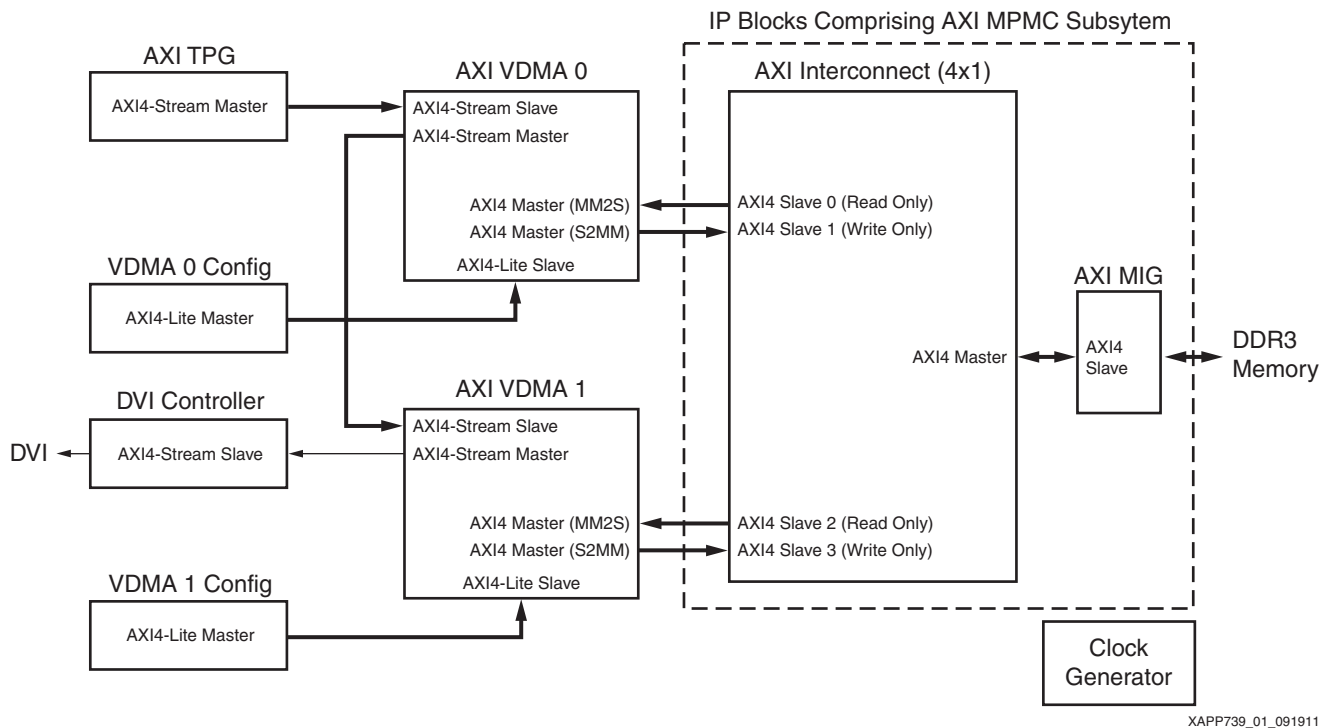 IP Blocks Comprising AXI MPMC Subsytem
AXI TPG
AXI4-Stream Master
AXI VDMA 0
AXI4-Stream Slave
AXI4-Stream Master
AXI4 Master (MM2S)
AXI4 Master (S2MM)
AXI4-Lite Slave
VDMA 0 Config
AXI4-Lite Master
DVI Controller
AXI4-Stream Slave
DVI
AXI VDMA 1
AXI4-Stream Slave
AXI4-Stream Master
AXI4 Master (MM2S)
AXI4 Master (S2MM)
AXI4-Lite Slave
VDMA 1 Config
AXI4-Lite Master
AXI Interconnect (4x1)
AXI4 Slave 0 (Read Only)
AXI4 Slave 1 (Write Only)
AXI4 Master
AXI4 Slave 2 (Read Only)
AXI4 Slave 3 (Write Only)
AXI MIG
AXI4
Slave
DDR3
Memory
Clock
Generator
XAPP739_01_091911